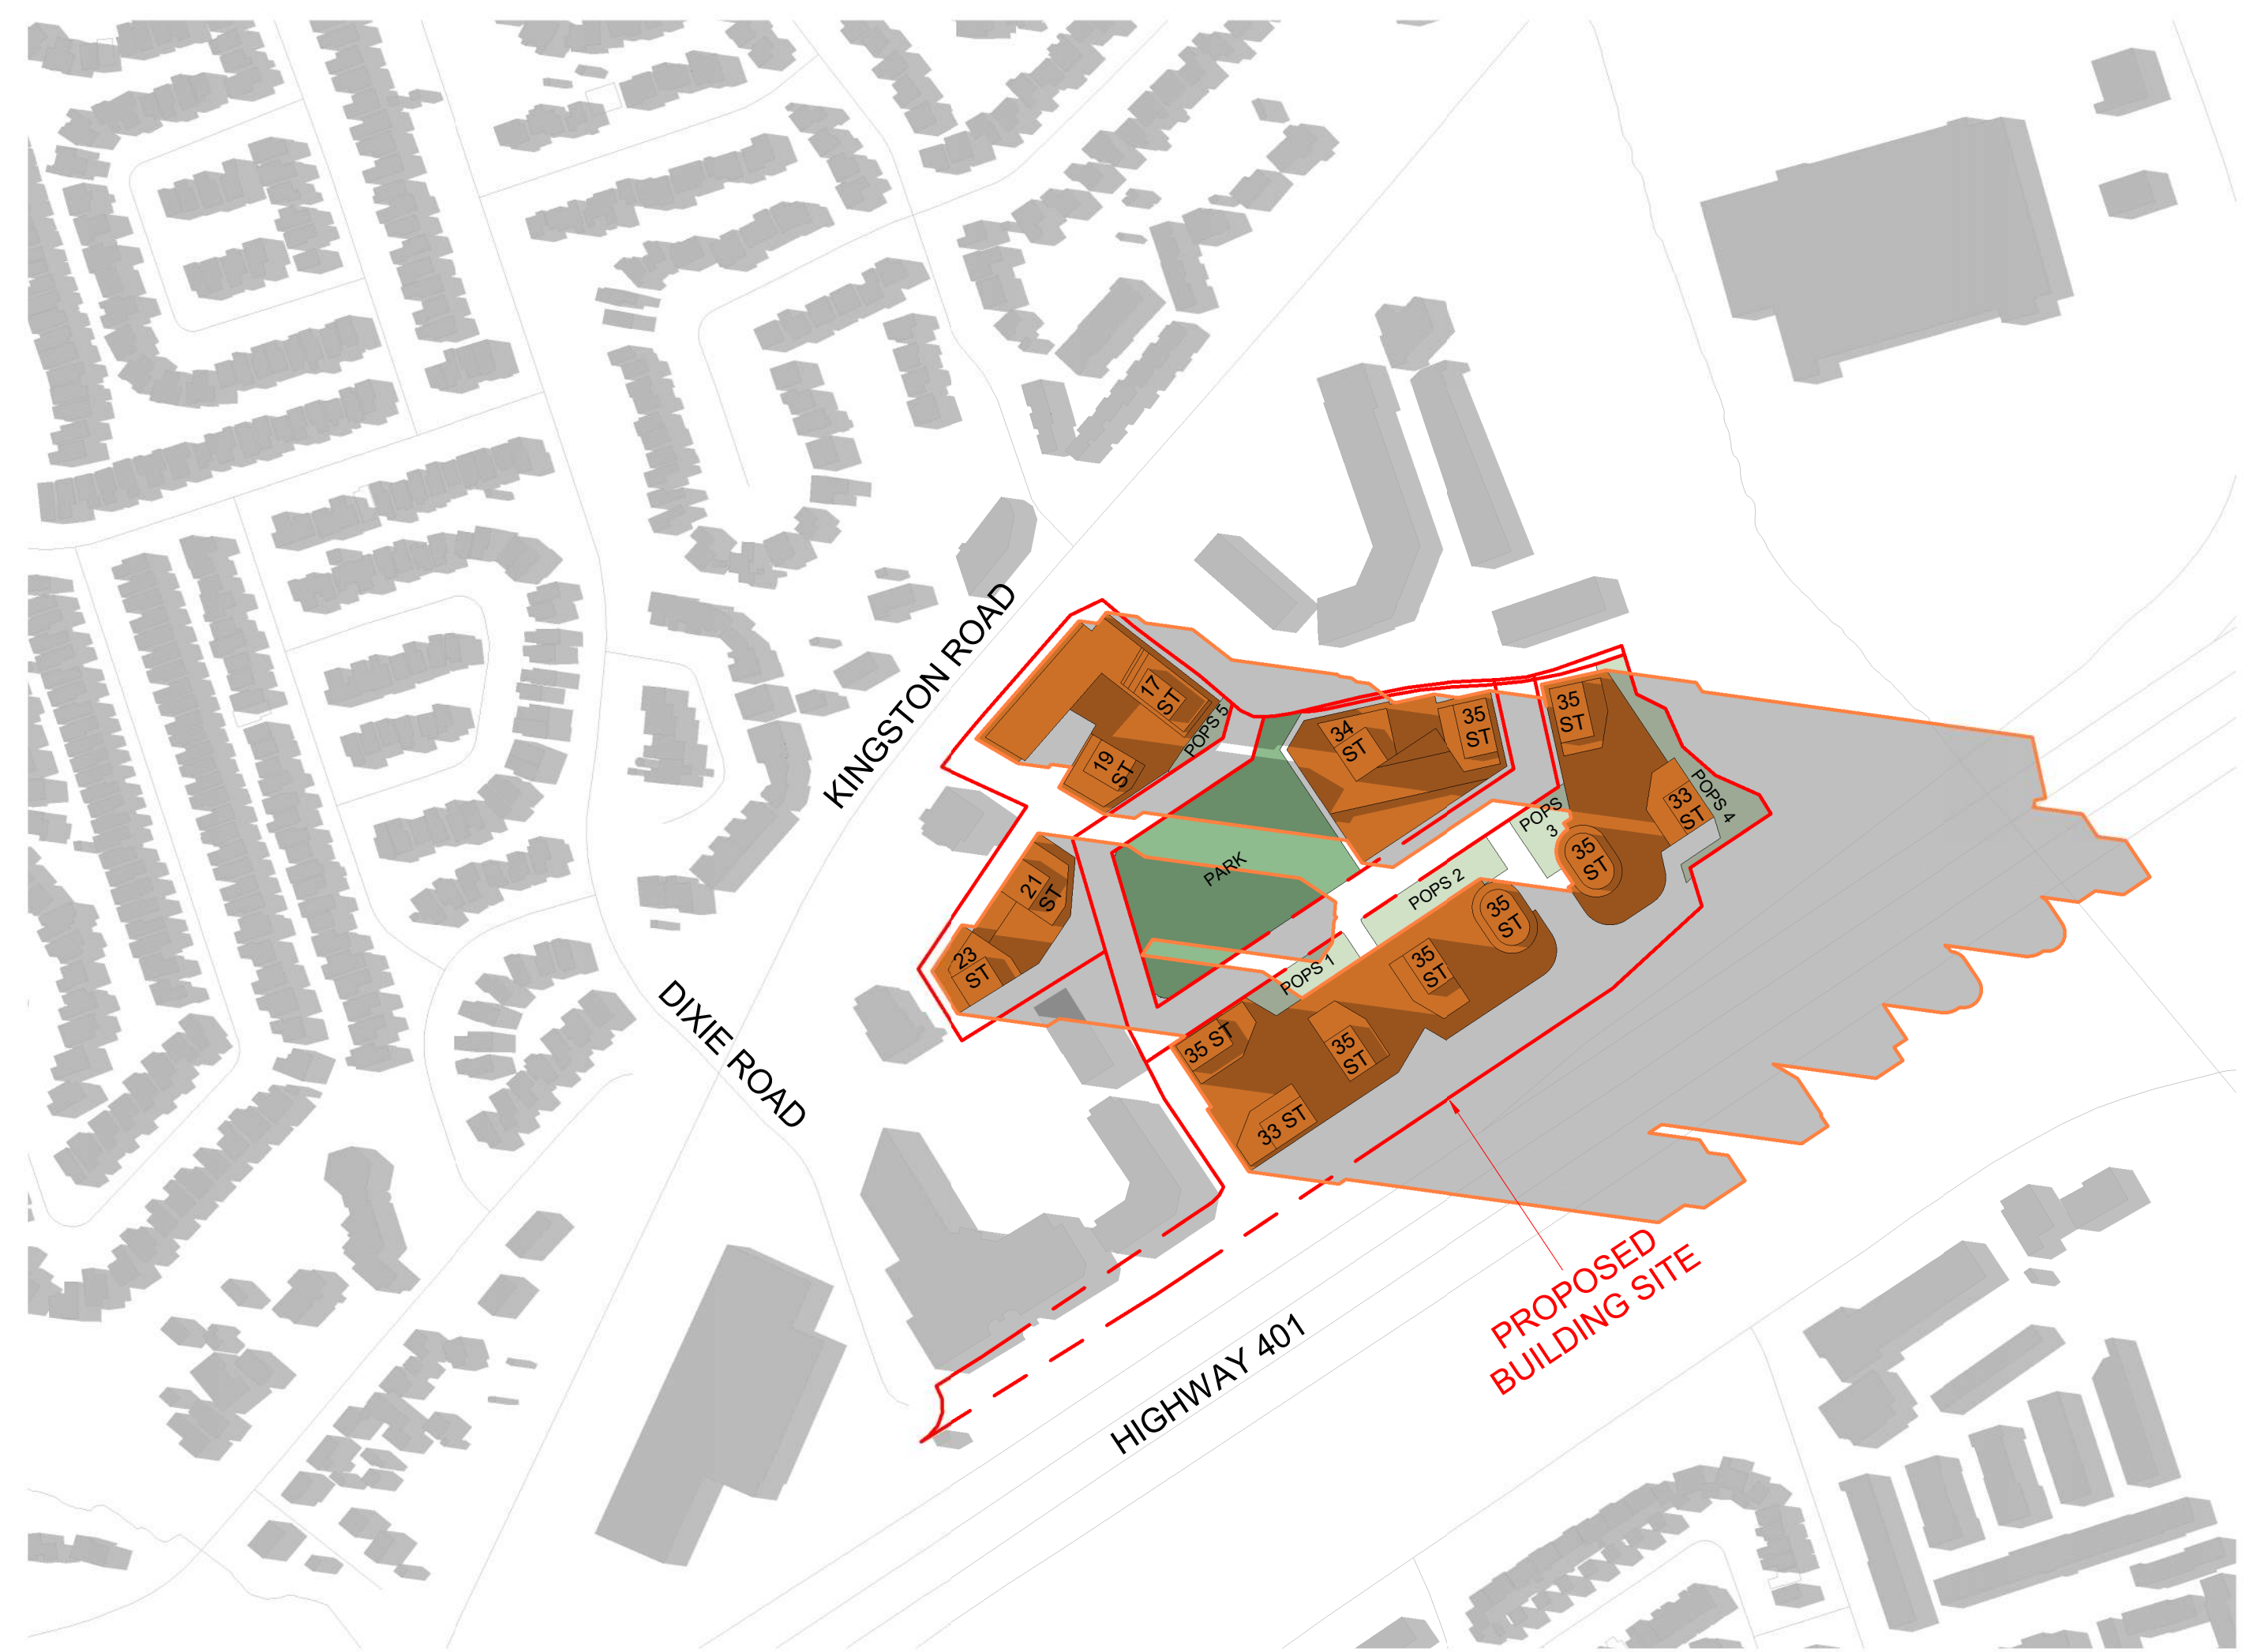 KINGSTON ROAD
17
ST
POPS 5
19
ST
34
ST
35
ST
35
ST
33
ST
POPS 4
POPS
3
35
ST
PARK
POPS 2
21
ST
35
ST
23
ST
POPS 1
35
ST
35 ST
35
ST
33 ST
DIXIE ROAD
HIGHWAY 401
PROPOSED
BUILDING SITE